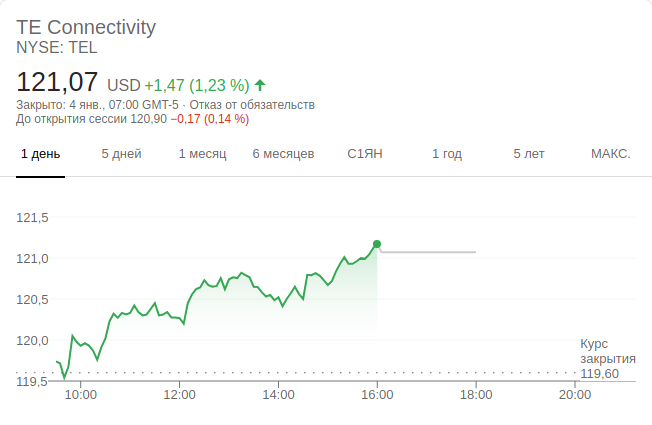 TE Connectivity
NYSE: TEL
121,07 USD +1,47 (1,23 %)
Закрыто: 4 янв., 07:00 GMT-5 · Отказ от обязательств
До открытия сессии 120,90 −0,17 (0,14 %)
1 день 5 дней 1 месяц 6 месяцев С1ЯН 1 год 5 лет МАКС.
121,5
121,0
120,5
120,0
Курс
закрытия
119,60
119,5
10:00 12:00 14:00 16:00 18:00 20:00